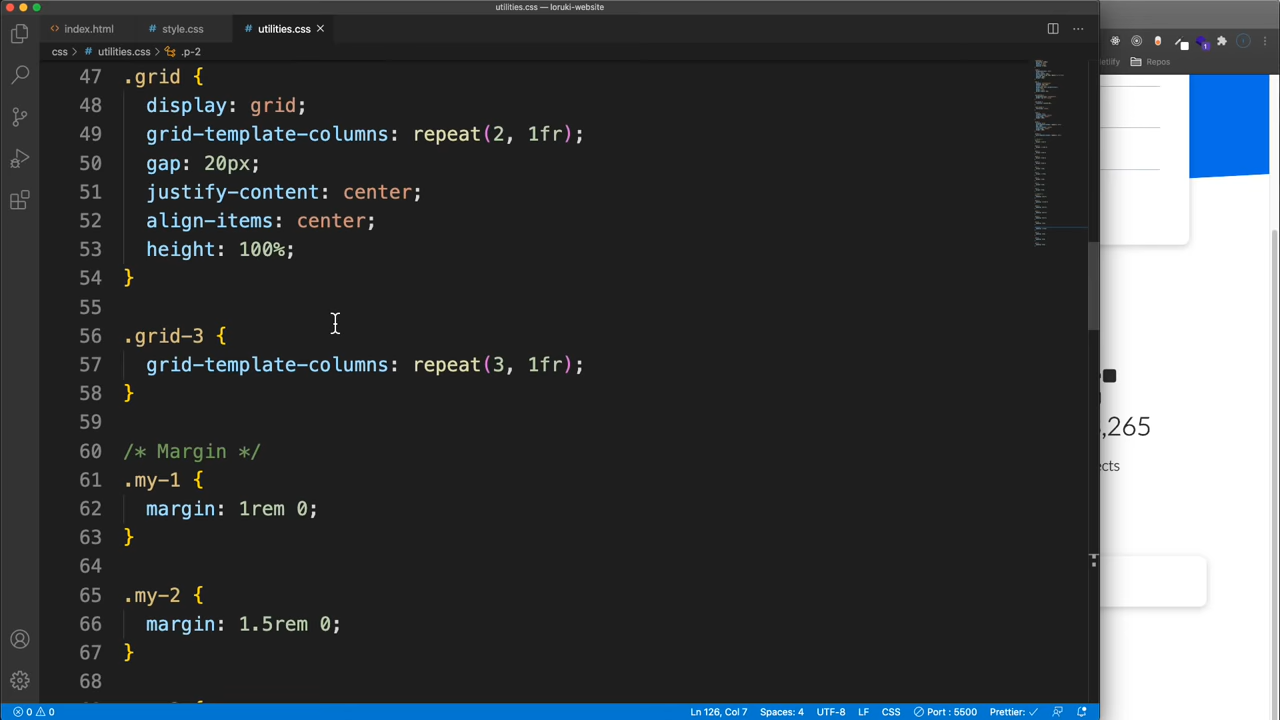 utilities.css — loruki-website
index.html
style.css
# utilities.css
css > # utilities.css > .p-2
Repos
47 .grid {
48 display: grid;
49 grid-template-columns: repeat(2, 1fr);
50 gap: 20px;
51 justify-content: center;
52 align-items: center;
53 height: 100%;
54 }
55
56 .grid-3 {
57 grid-template-columns: repeat(3, 1fr);
58 }
59
60 /* Margin */
61 .my-1 {
62 margin: 1rem 0;
63 }
64
65 .my-2 {
66 margin: 1.5rem 0;
67 }
68
,265
ects
0 0 Ln 126, Col 7 Spaces: 4 UTF-8 LF CSS Port : 5500 Prettier: ✓